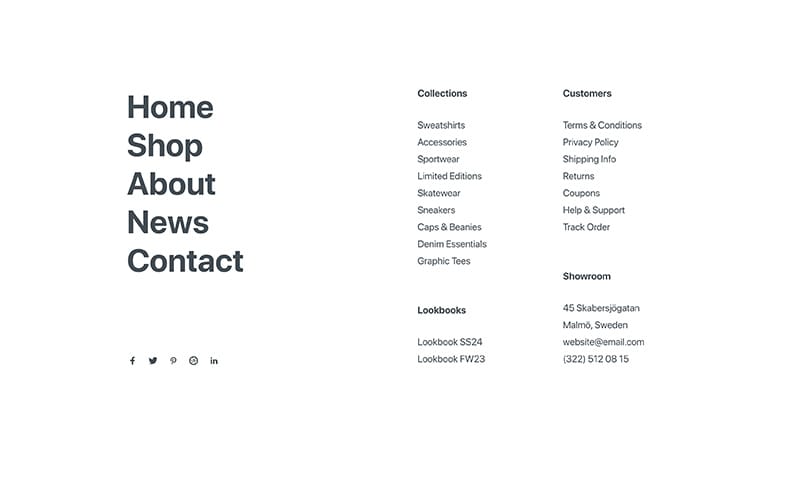 Home
Shop
About
News
Contact
Collections
Sweatshirts
Accessories
Sportwear
Limited Editions
Skatewear
Sneakers
Caps & Beanies
Denim Essentials
Graphic Tees
Lookbooks
Lookbook SS24
Lookbook FW23
Customers
Terms & Conditions
Privacy Policy
Shipping Info
Returns
Coupons
Help & Support
Track Order
Showroom
45 Skabersjögatan
Malmö, Sweden
website@email.com
(322) 512 08 15